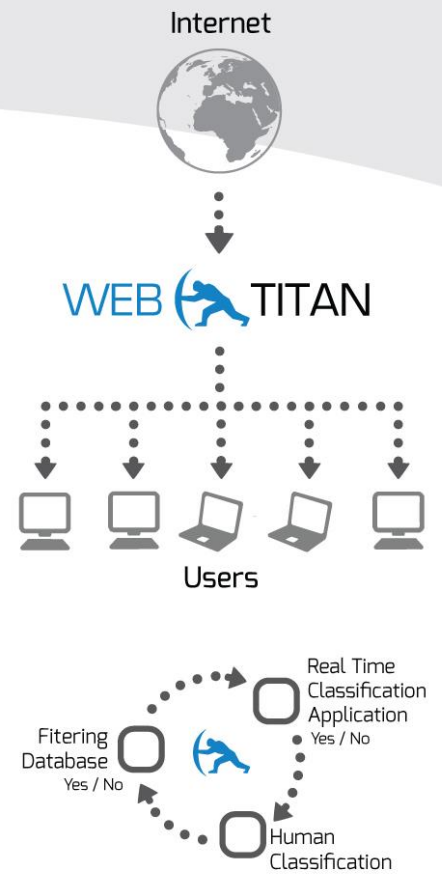 Internet
WEB TITAN
Users
Real Time
Classification
Application
Yes / No
Fitering
Database
Yes / No
Human
Classification